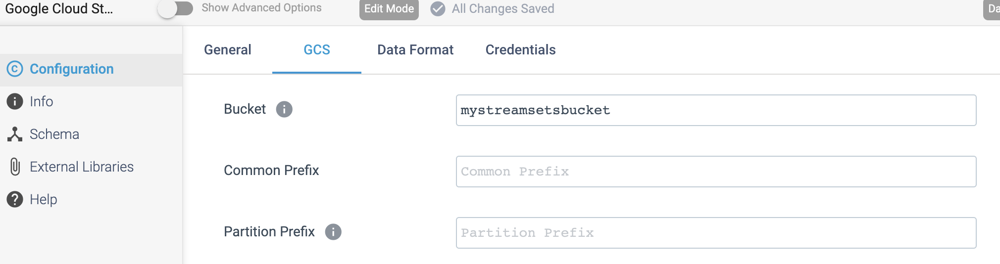 Google Cloud St...
Show Advanced Options
Edit Mode
All Changes Saved
General
GCS
Data Format
Credentials
Configuration
Info
Schema
External Libraries
Help
Bucket
mystreamsetsbucket
Common Prefix
Common Prefix
Partition Prefix
Partition Prefix